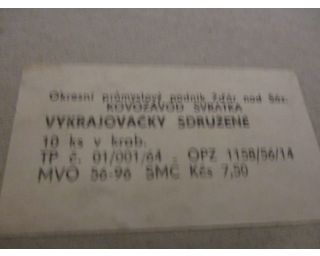 Okresní průmyslový podnik Žďár nad Sáz.
KOVOZÁVOD SVRATKA
VYKRAJOVAČKY SDRUŽENÉ
10 ks v krab.
TP č. 01/001/64 . OPZ 1158/56/14
MVO 56-96 SMC Kčs 7,50